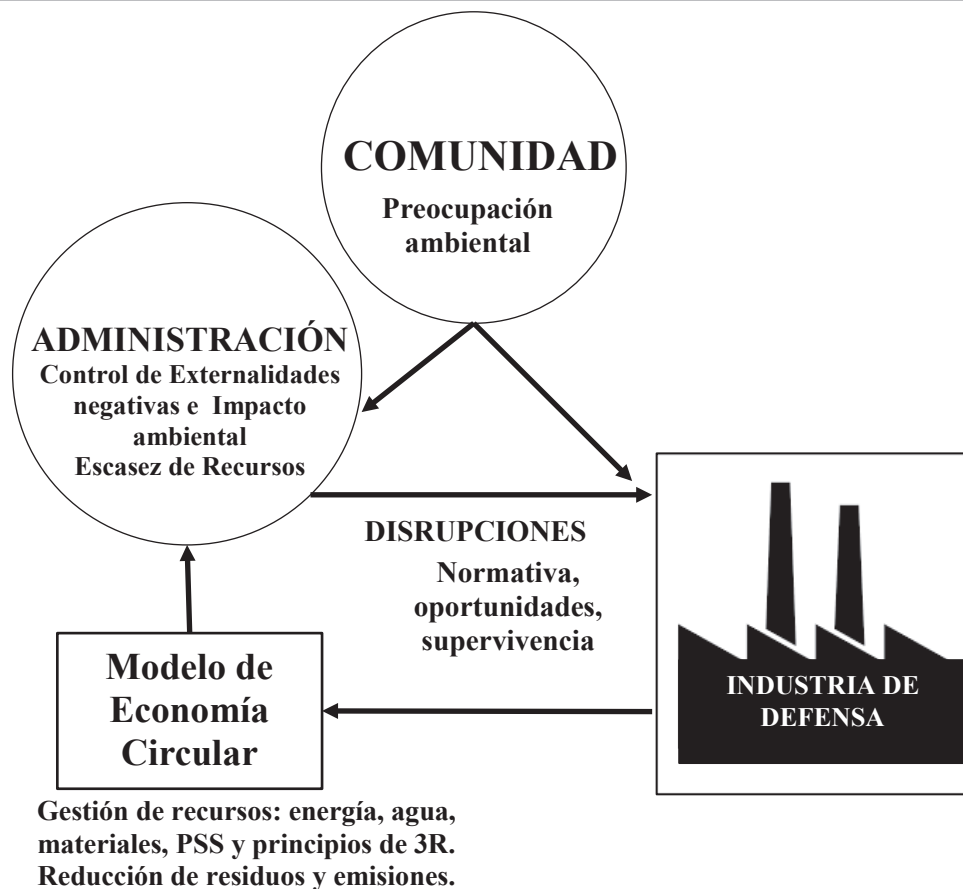 COMUNIDAD
Preocupación
ambiental
ADMINISTRACIÓN
Control de Externalidades
negativas e Impacto
ambiental
Escasez de Recursos
DISRUPCIONES
Normativa,
oportunidades,
supervivencia
INDUSTRIA DE
DEFENSA
Modelo de
Economía
Circular
Gestión de recursos: energía, agua,
materiales, PSS y principios de 3R.
Reducción de residuos y emisiones.